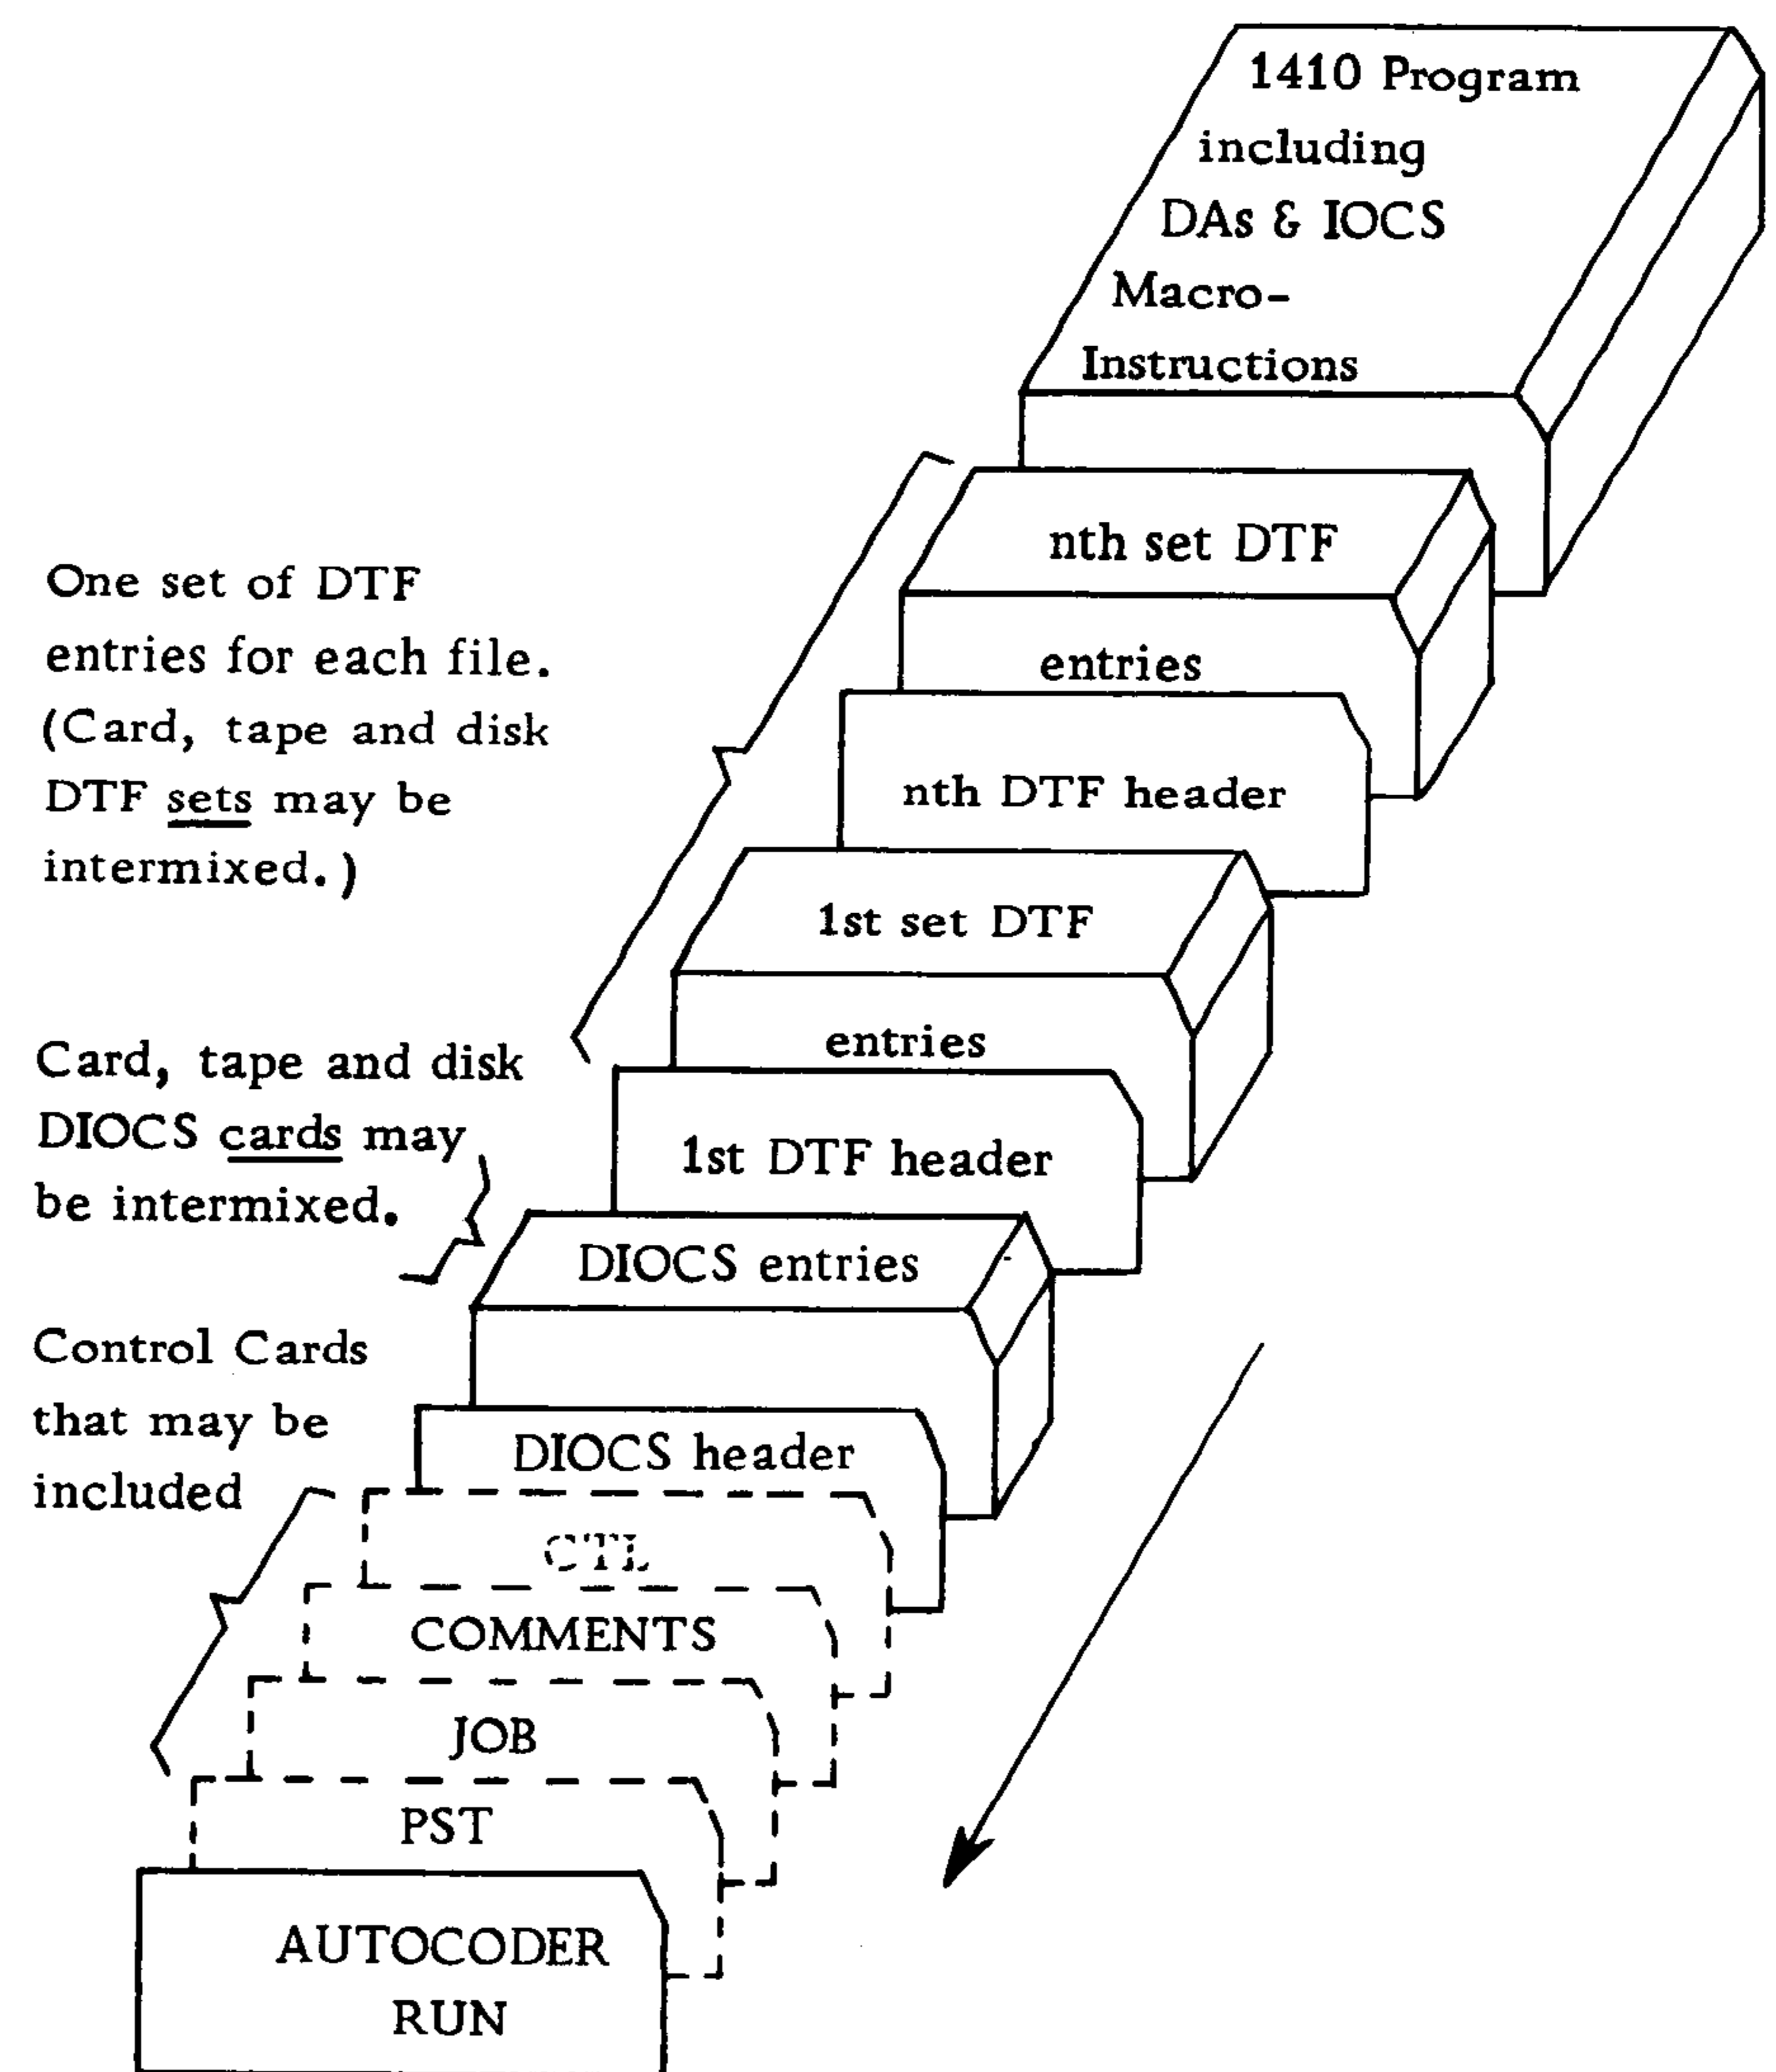 1410 Program
including
DAs & IOCS
Macro-
Instructions
nth set DTF
entries
nth DTF header
1st set DTF
entries
1st DTF header
DIOCS entries
DIOCS header
CTL
COMMENTS
JOB
PST
AUTOCODER
RUN
One set of DTF
entries for each file.
(Card, tape and disk
DTF sets may be
intermixed.)
Card, tape and disk
DIOCS cards may
be intermixed.
Control Cards
that may be
included